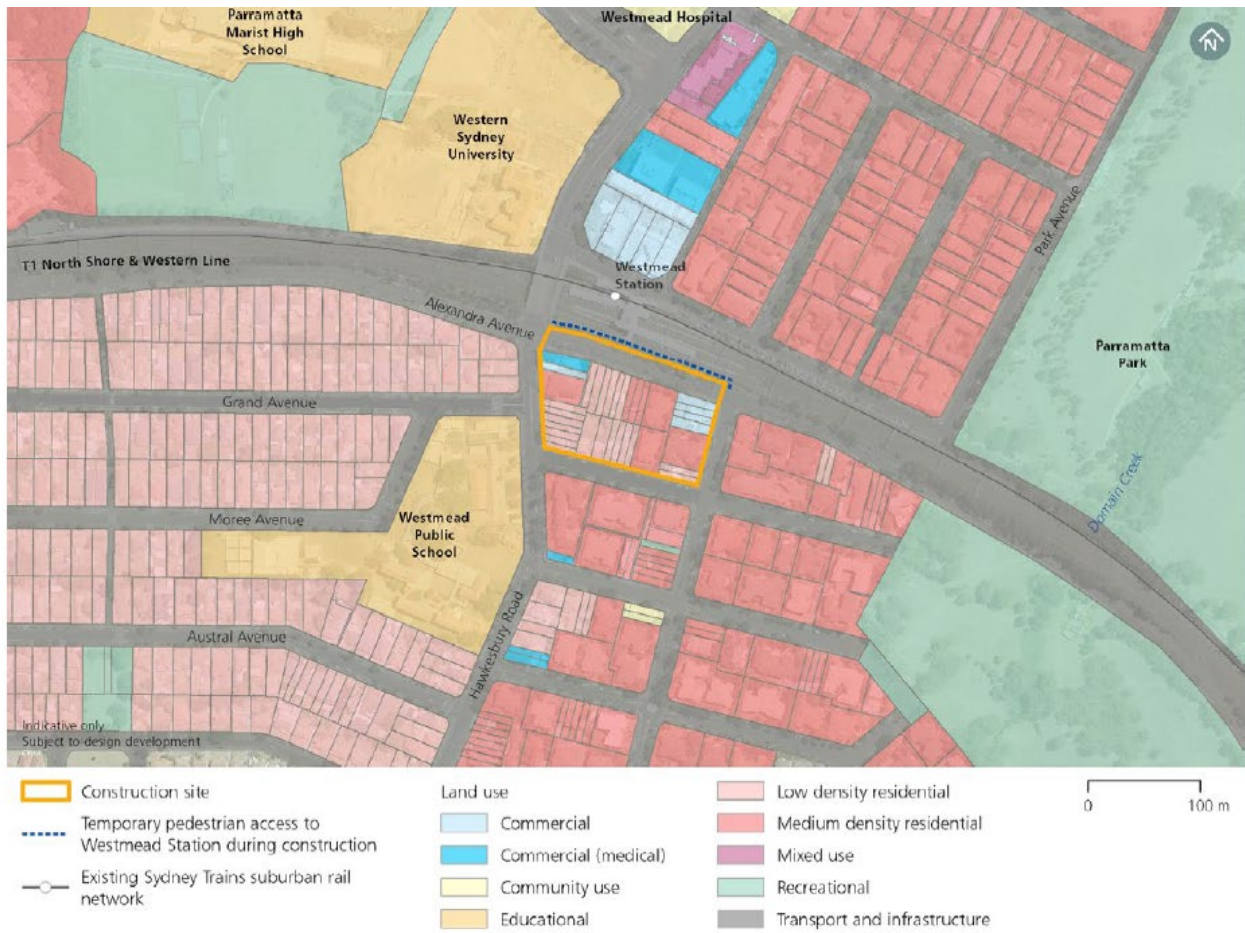 Parramatta
Marist High
School
Westmead Hospital
N
Western
Sydney
University
Park Avenue
T1 North Shore & Western Line
Westmead
Station
Alexandra Avenue
Parramatta
Park
Grand Avenue
Domain Creek
Moree Avenue
Westmead
Public
School
Austral Avenue
Hawkesbury Road
Indicative only
Subject to design development
Construction site
Temporary pedestrian access to
Westmead Station during construction
Existing Sydney Trains suburban rail
network
Land use
Commercial
Commercial (medical)
Community use
Educational
Low density residential
Medium density residential
Mixed use
Recreational
Transport and infrastructure
0
100 m